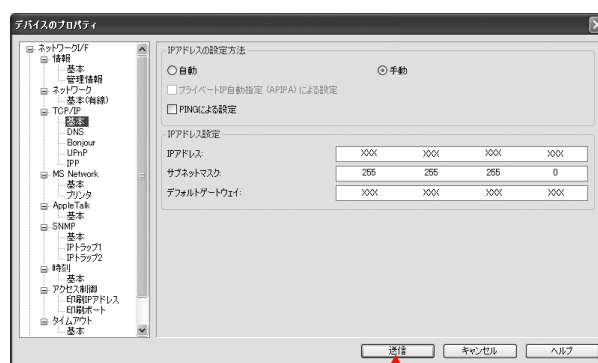 デバイスのプロパティ
ネットワークI/F
情報
基本
管理情報
ネットワーク
基本(有線)
TCP/IP
基本
DNS
Bonjour
UPnP
IPP
MS Network
基本
プリンタ
AppleTalk
基本
SNMP
基本
IPトラップ1
IPトラップ2
時刻
基本
アクセス制御
印刷IPアドレス
印刷ポート
タイムアウト
基本
IPアドレスの設定方法
自動
手動
プライベートIP自動指定 (APIPA) による設定
PINGによる設定
IPアドレス設定
IPアドレス: XXX XXX XXX XXX
サブネットマスク: 255 255 255 0
デフォルトゲートウェイ: XXX XXX XXX XXX
送信 キャンセル ヘルプ